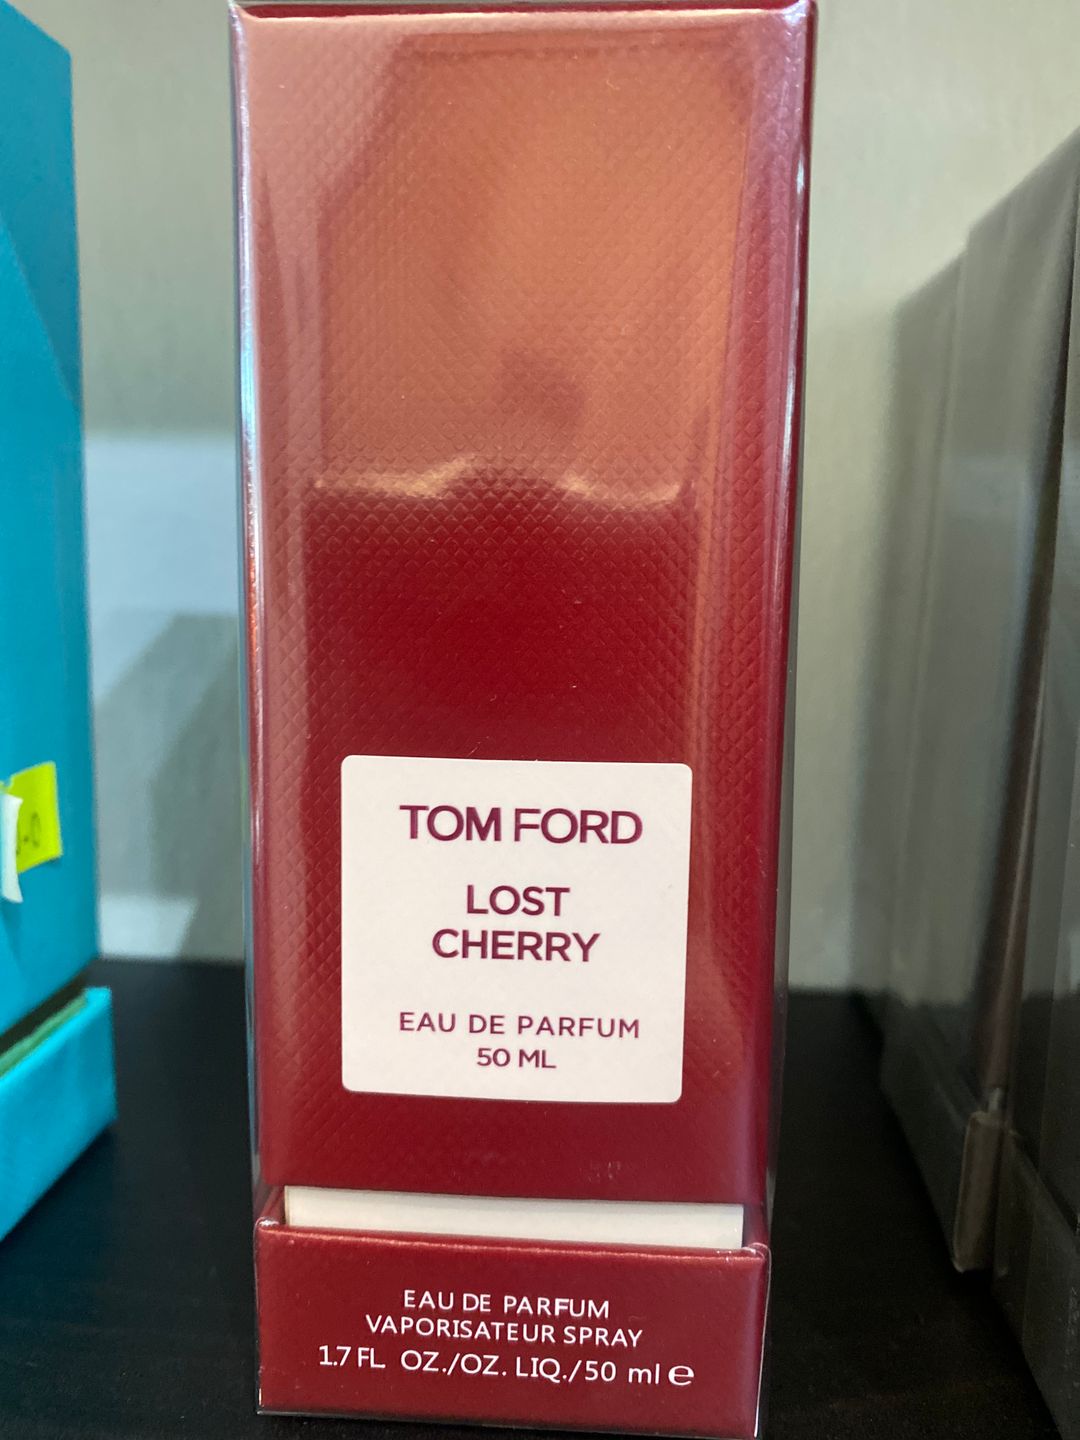 TOM FORD
LOST
CHERRY
EAU DE PARFUM
50 ML
EAU DE PARFUM
VAPORISATEUR SPRAY
1.7 FL OZ./OZ. LIQ./50 ml ℮